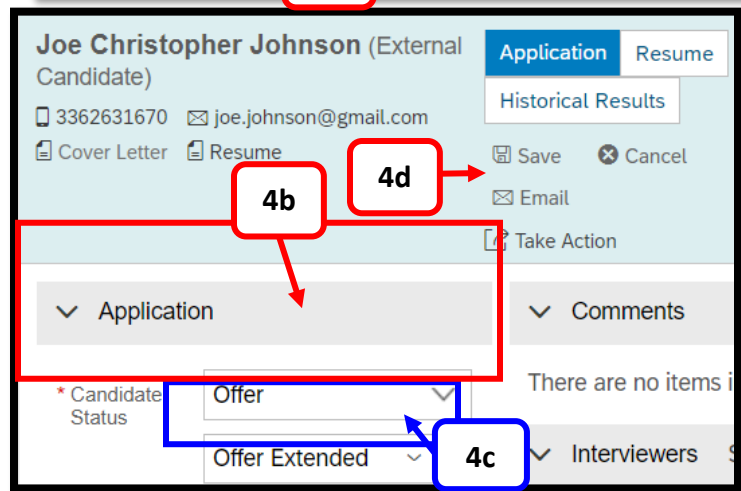 Joe Christopher Johnson (External
Candidate)
3362631670 joe.johnson@gmail.com
Cover Letter Resume
Application Resume
Historical Results
Save Cancel
Email
Take Action
4d
4b
Application
Comments
* Candidate
Status
Offer
There are no items
Offer Extended
4c
Interviewers